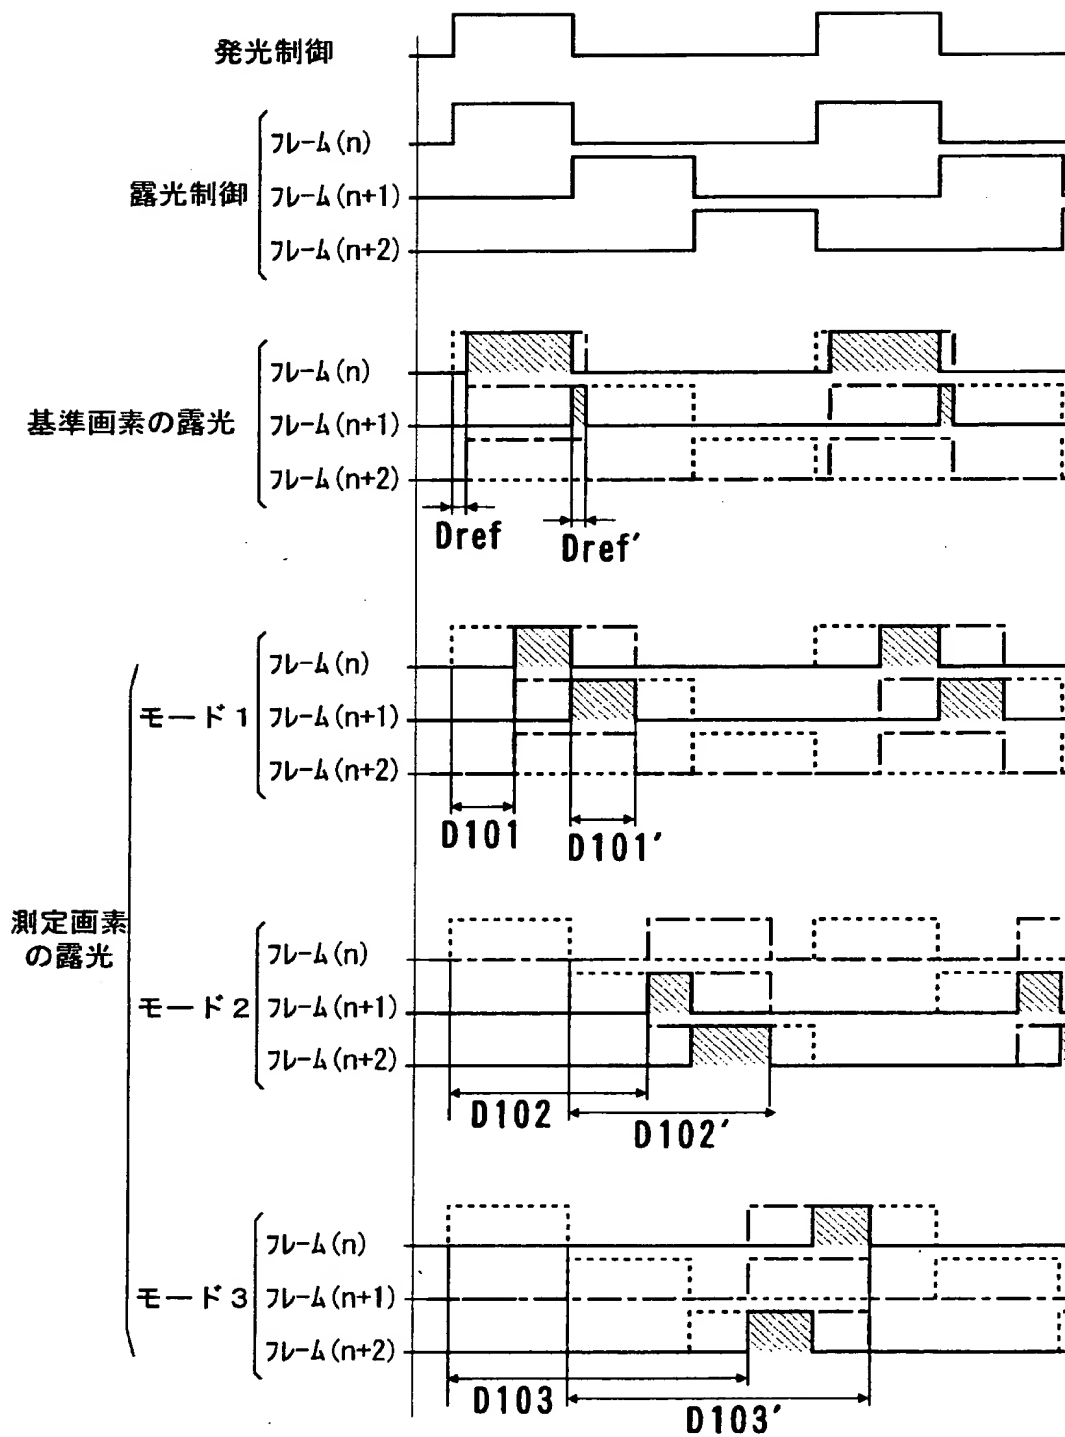 発光制御
露光制御
フレーム(n)
フレーム(n+1)
フレーム(n+2)
基準画素の露光
フレーム(n)
フレーム(n+1)
フレーム(n+2)
Dref
Dref′
測定画素
の露光
モード1
フレーム(n)
フレーム(n+1)
フレーム(n+2)
D101
D101′
モード2
フレーム(n)
フレーム(n+1)
フレーム(n+2)
D102
D102′
モード3
フレーム(n)
フレーム(n+1)
フレーム(n+2)
D103
D103′